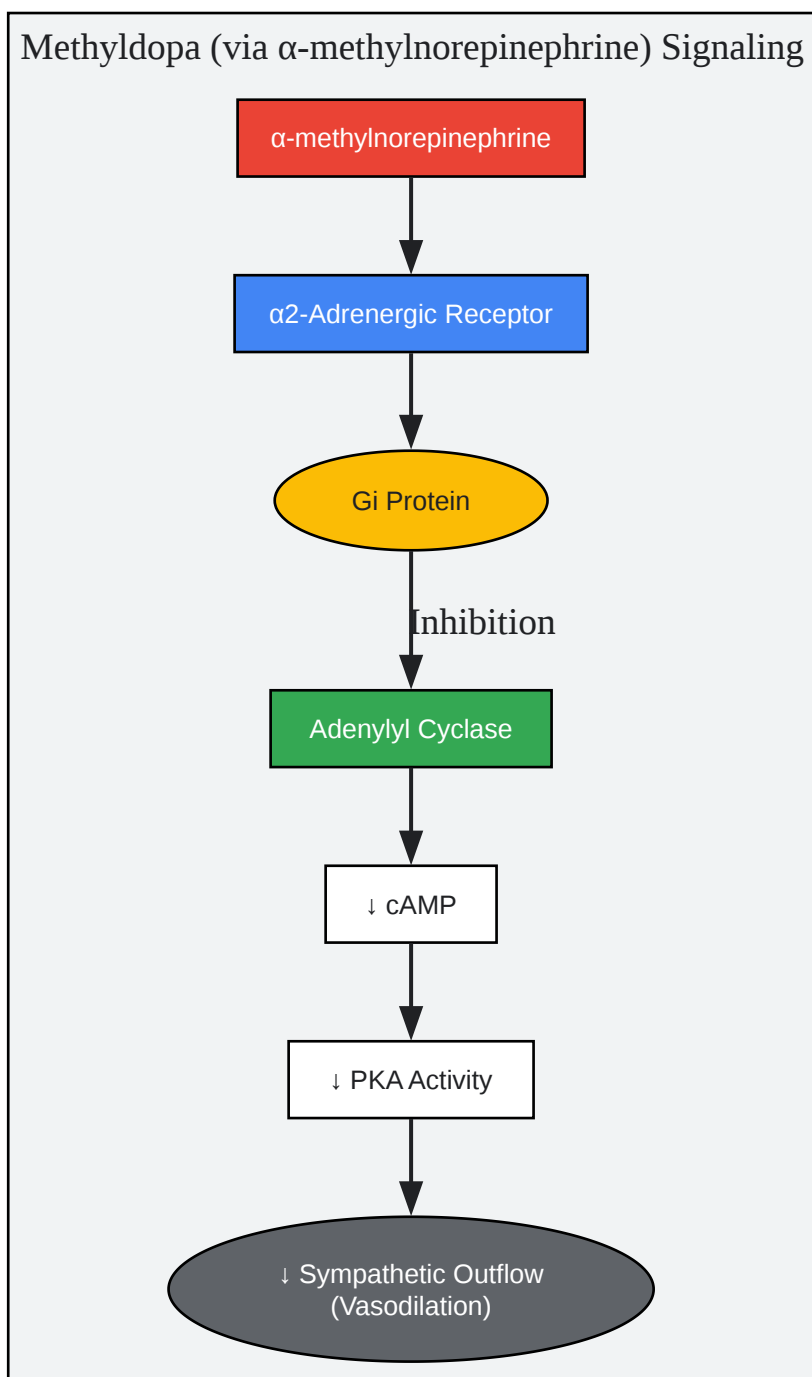 Methyldopa (via α-methylnorepinephrine) Signaling
α-methylnorepinephrine
α2-Adrenergic Receptor
Gi Protein
Inhibition
Adenylyl Cyclase
↓ cAMP
↓ PKA Activity
↓ Sympathetic Outflow
(Vasodilation)